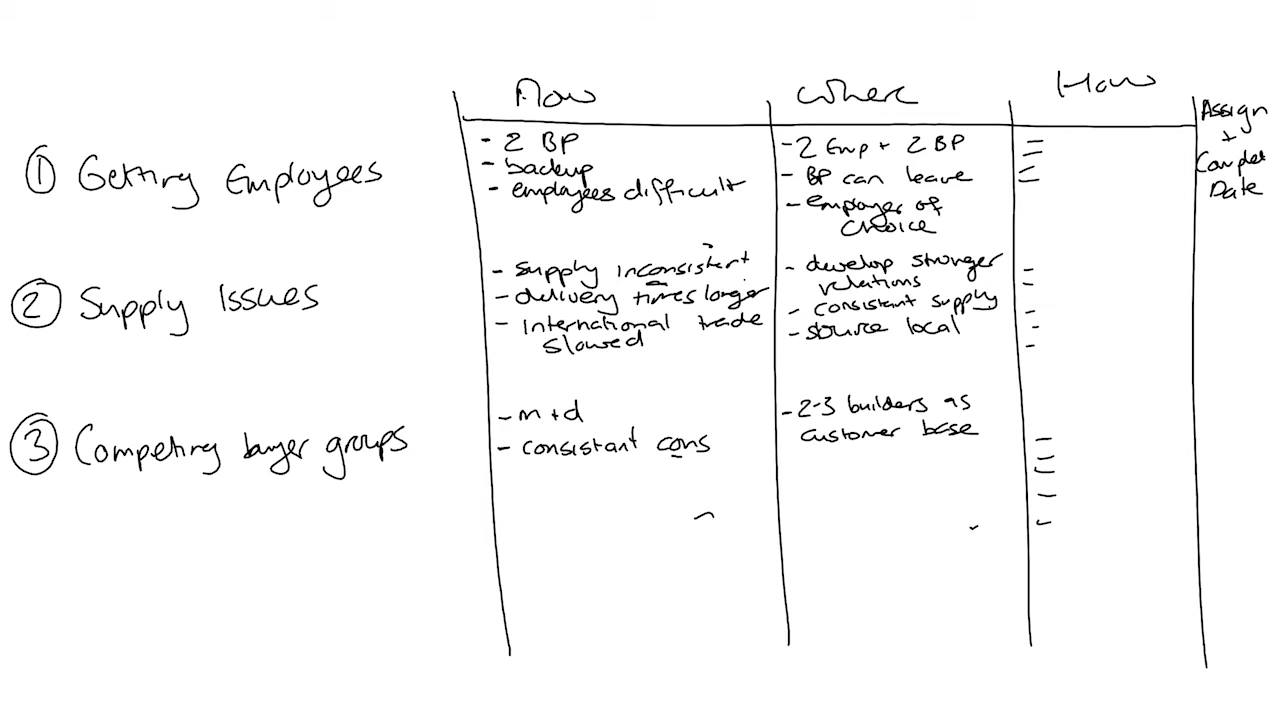 Now
Where
How
Assign
+
Complet
Date
① Getting Employees
- 2 BP
- backup
- employees difficult
- 2 Emp + 2 BP
- BP can leave
- employer of
choice
② Supply Issues
- supply inconsistent
- delivery times longer
- international trade
slowed
- develop stronger
relations
- consistant supply
- source local
③ Competing buyer groups
- m + d
- consistant cons
- 2-3 builders as
customer base